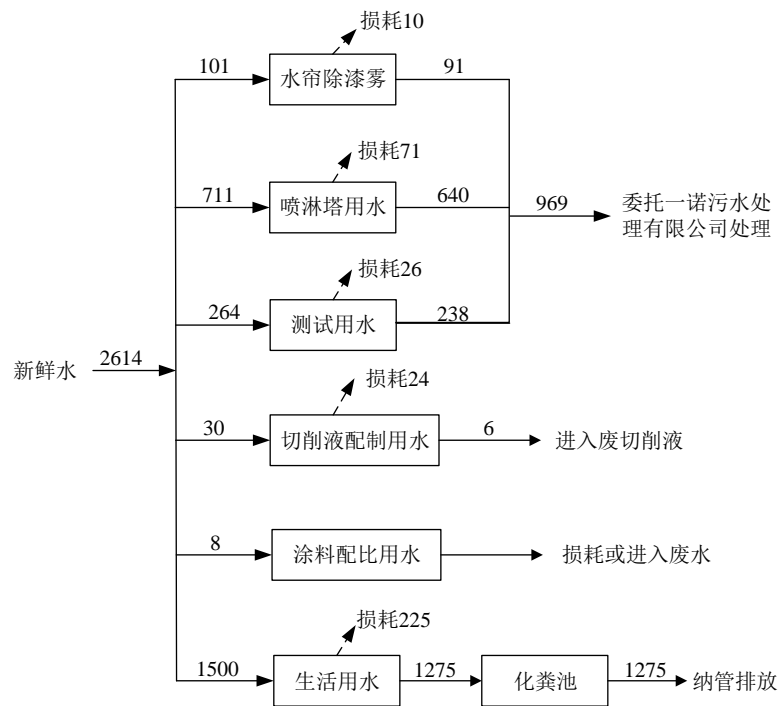 损耗10
101
水帘除漆雾
91
损耗71
711
喷淋塔用水
640
969
委托一诺污水处
理有限公司处理
损耗26
264
测试用水
238
新鲜水
2614
损耗24
30
切削液配制用水
6
进入废切削液
8
涂料配比用水
损耗或进入废水
损耗225
1500
生活用水
1275
化粪池
1275
纳管排放